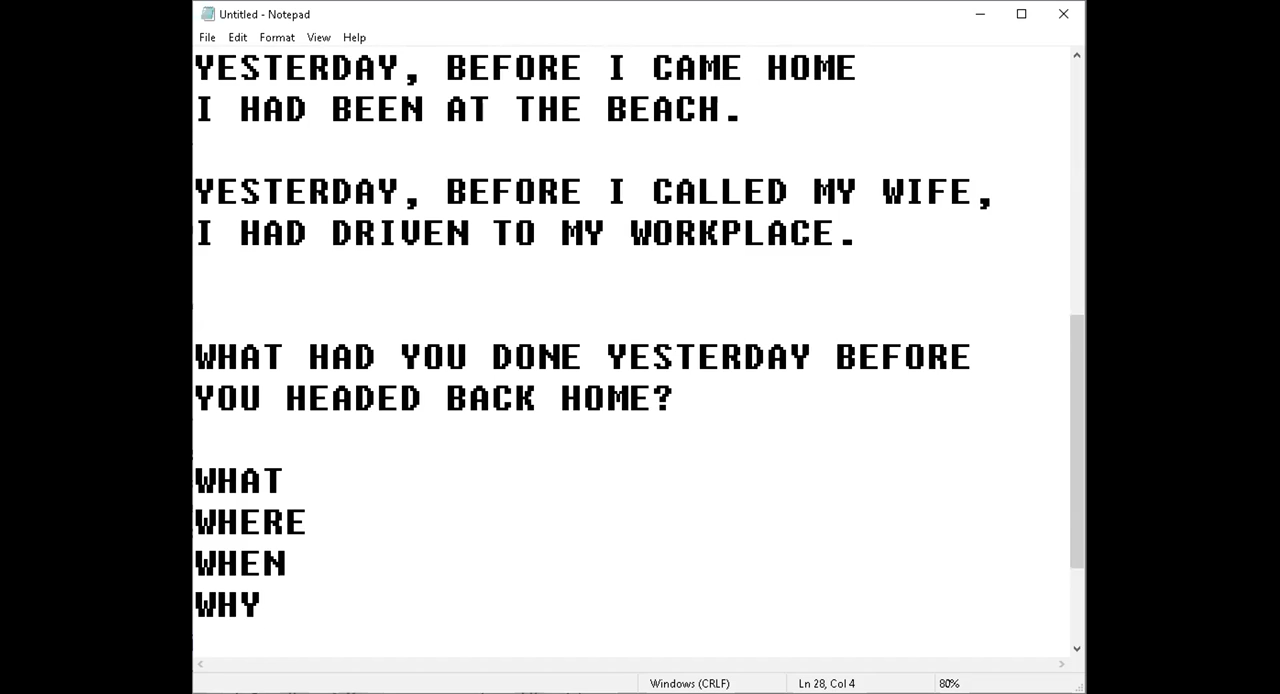 Untitled - Notepad
File Edit Format View Help
YESTERDAY, BEFORE I CAME HOME
I HAD BEEN AT THE BEACH.
YESTERDAY, BEFORE I CALLED MY WIFE,
I HAD DRIVEN TO MY WORKPLACE.
WHAT HAD YOU DONE YESTERDAY BEFORE
YOU HEADED BACK HOME?
WHAT
WHERE
WHEN
WHY
Windows (CRLF) Ln 28, Col 4 80%